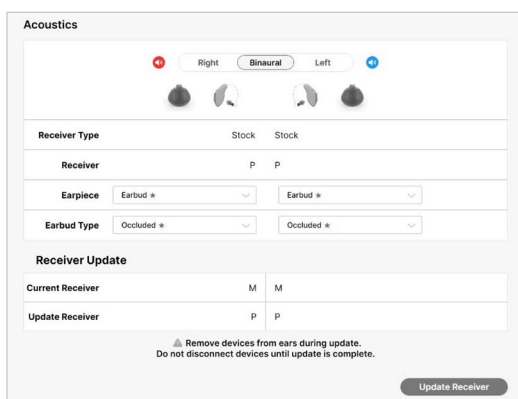 Acoustics
Right Binaural Left
Receiver Type Stock Stock
Receiver P P
Earpiece Earbud ★ Earbud ★
Earbud Type Occluded ★ Occluded ★
Receiver Update
Current Receiver M M
Update Receiver P P
Remove devices from ears during update.
Do not disconnect devices until update is complete.
Update Receiver